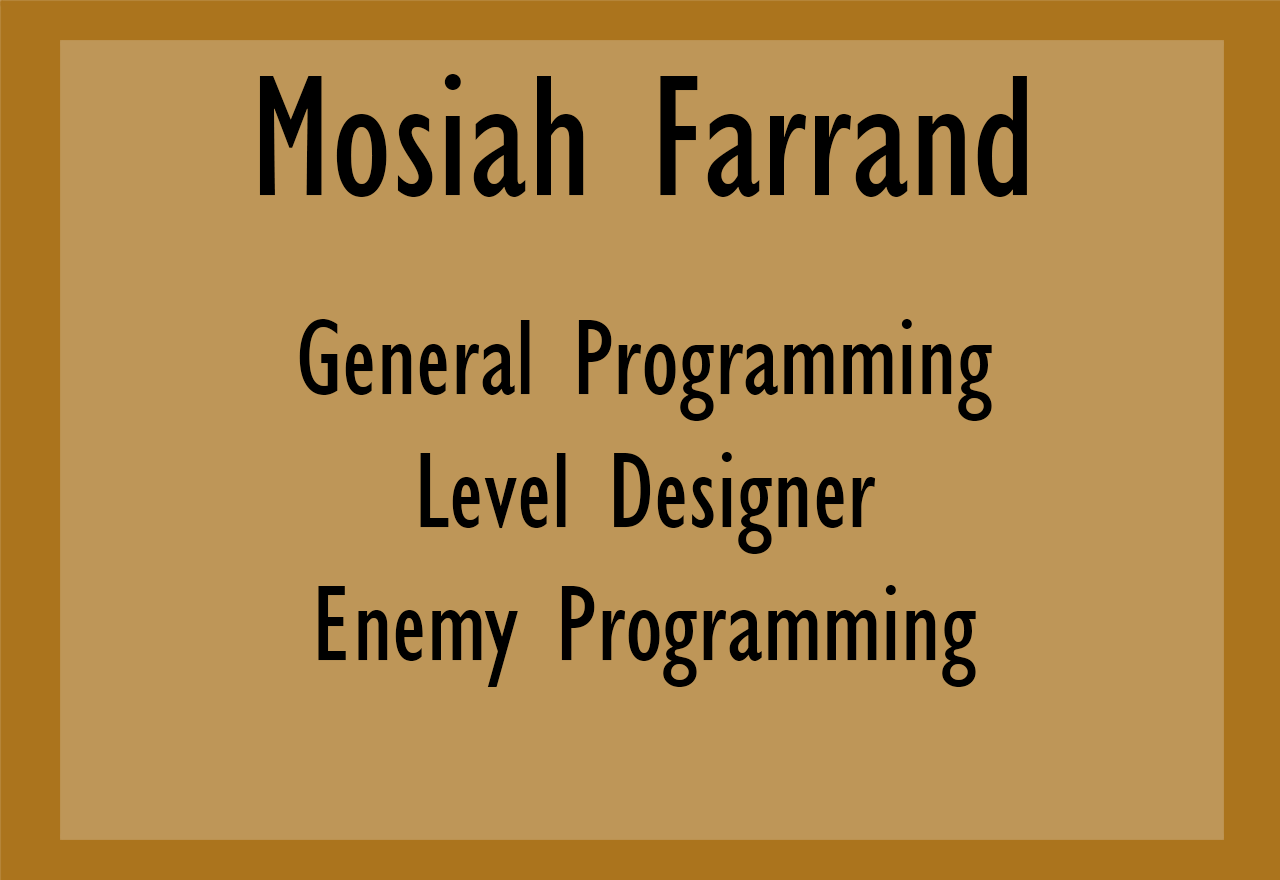 Mosiah Farrand
General Programming
Level Designer
Enemy Programming